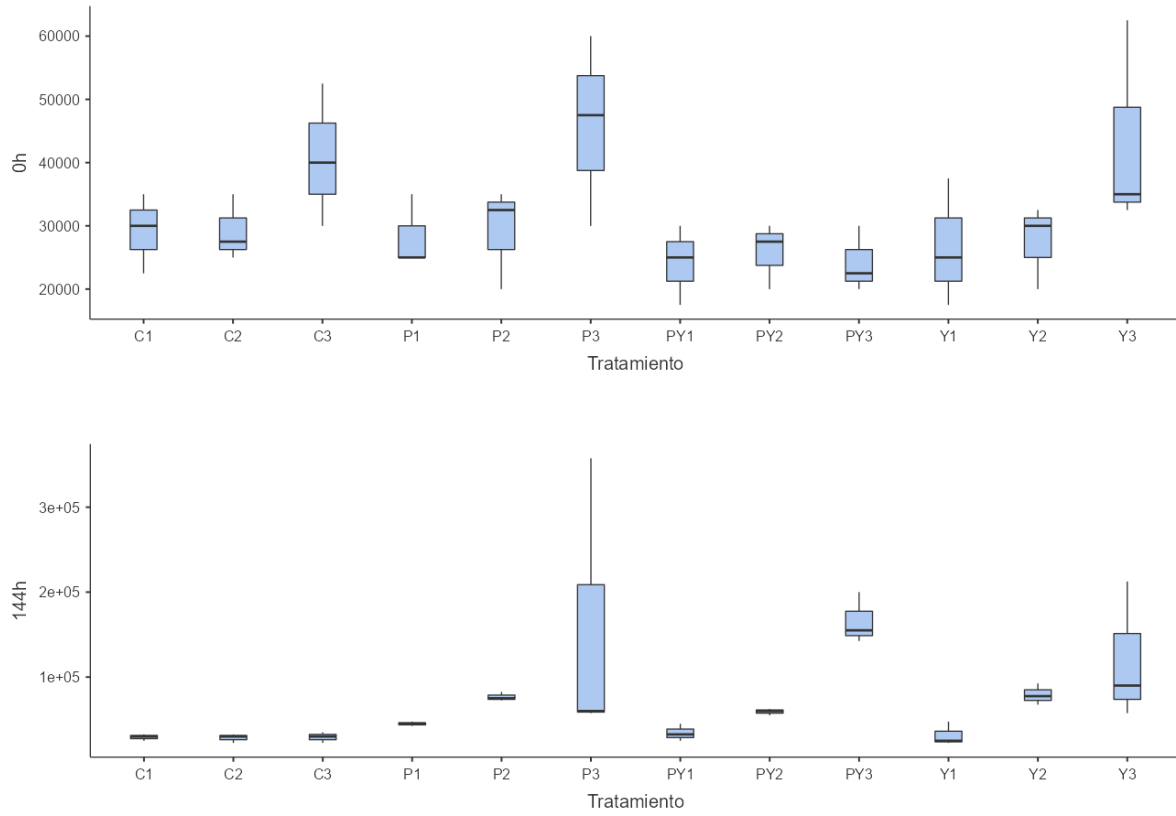 60000
50000
40000
30000
20000
0h
C1 C2 C3 P1 P2 P3 PY1 PY2 PY3 Y1 Y2 Y3
Tratamiento
3e+05
2e+05
1e+05
144h
C1 C2 C3 P1 P2 P3 PY1 PY2 PY3 Y1 Y2 Y3
Tratamiento